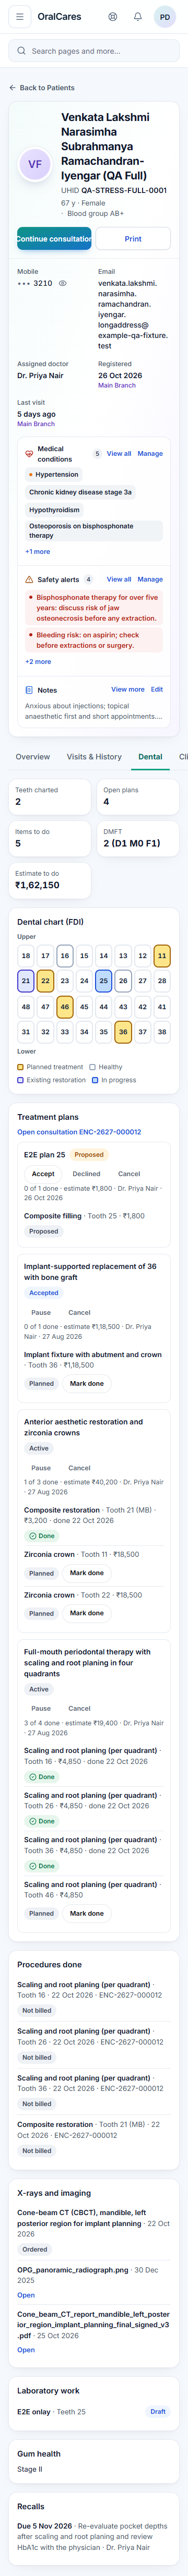 OralCares
PD
Search pages and more...
Back to Patients
VF
Venkata Lakshmi
Narasimha
Subrahmanya
Ramachandran-
Iyengar (QA Full)
UHID QA-STRESS-FULL-0001
67 y · Female
· Blood group AB+
Continue consultation
Print
Mobile
••• 3210
Email
venkata.lakshmi.
narasimha.
ramachandran.
iyengar.
longaddress@
example-qa-fixture.
test
Assigned doctor
Dr. Priya Nair
Registered
26 Oct 2026
Main Branch
Last visit
5 days ago
Main Branch
Medical
conditions
5
View all
Manage
Hypertension
Chronic kidney disease stage 3a
Hypothyroidism
Osteoporosis on bisphosphonate
therapy
+1 more
Safety alerts
4
View all
Manage
Bisphosphonate therapy for over five
years: discuss risk of jaw
osteonecrosis before any extraction.
Bleeding risk: on aspirin; check
before extractions or surgery.
+2 more
Notes
View more
Edit
Anxious about injections; topical
anaesthetic first and short appointments....
Overview
Visits & History
Dental
Cli
Teeth charted
2
Open plans
4
Items to do
5
DMFT
2 (D1 M0 F1)
Estimate to do
₹1,62,150
Dental chart (FDI)
Upper
18 17 16 15 14 13 12 11
21 22 23 24 25 26 27 28
48 47 46 45 44 43 42 41
31 32 33 34 35 36 37 38
Lower
Planned treatment
Healthy
Existing restoration
In progress
Treatment plans
Open consultation ENC-2627-000012
E2E plan 25
Proposed
Accept
Declined
Cancel
0 of 1 done · estimate ₹1,800 · Dr. Priya Nair ·
26 Oct 2026
Composite filling · Tooth 25 · ₹1,800
Proposed
Implant-supported replacement of 36
with bone graft
Accepted
Pause
Cancel
0 of 1 done · estimate ₹1,18,500 · Dr. Priya
Nair · 27 Aug 2026
Implant fixture with abutment and crown
· Tooth 36 · ₹1,18,500
Planned
Mark done
Anterior aesthetic restoration and
zirconia crowns
Active
Pause
Cancel
1 of 3 done · estimate ₹40,200 · Dr. Priya Nair
· 27 Aug 2026
Composite restoration · Tooth 21 (MB) ·
₹3,200 · done 22 Oct 2026
Done
Zirconia crown · Tooth 11 · ₹18,500
Planned
Mark done
Zirconia crown · Tooth 22 · ₹18,500
Planned
Mark done
Full-mouth periodontal therapy with
scaling and root planing in four
quadrants
Active
Pause
Cancel
3 of 4 done · estimate ₹19,400 · Dr. Priya Nair
· 27 Aug 2026
Scaling and root planing (per quadrant) ·
Tooth 16 · ₹4,850 · done 22 Oct 2026
Done
Scaling and root planing (per quadrant) ·
Tooth 26 · ₹4,850 · done 22 Oct 2026
Done
Scaling and root planing (per quadrant) ·
Tooth 36 · ₹4,850 · done 22 Oct 2026
Done
Scaling and root planing (per quadrant) ·
Tooth 46 · ₹4,850
Planned
Mark done
Procedures done
Scaling and root planing (per quadrant) ·
Tooth 16 · 22 Oct 2026 · ENC-2627-000012
Not billed
Scaling and root planing (per quadrant) ·
Tooth 26 · 22 Oct 2026 · ENC-2627-000012
Not billed
Scaling and root planing (per quadrant) ·
Tooth 36 · 22 Oct 2026 · ENC-2627-000012
Not billed
Composite restoration · Tooth 21 (MB) · 22
Oct 2026 · ENC-2627-000012
Not billed
X-rays and imaging
Cone-beam CT (CBCT), mandible, left
posterior region for implant planning · 22 Oct
2026
Ordered
OPG_panoramic_radiograph.png · 30 Dec
2025
Open
Cone_beam_CT_report_mandible_left_poster
ior_region_implant_planning_final_signed_v3
.pdf · 25 Oct 2026
Open
Laboratory work
E2E onlay · Teeth 25
Draft
Gum health
Stage II
Recalls
Due 5 Nov 2026 · Re-evaluate pocket depths
after scaling and root planing and review
HbA1c with the physician · Dr. Priya Nair